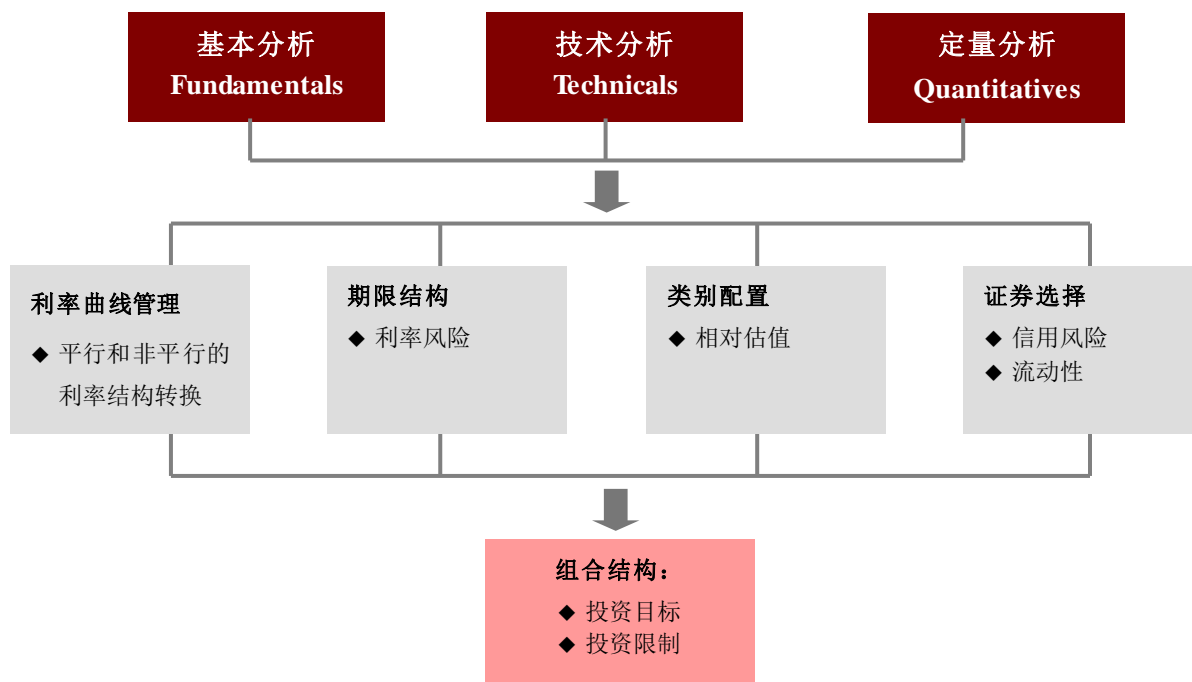 基本分析
Fundamentals
技术分析
Technicals
定量分析
Quantitatives
利率曲线管理
◆ 平行和非平行的
利率结构转换
期限结构
◆ 利率风险
类别配置
◆ 相对估值
证券选择
◆ 信用风险
◆ 流动性
组合结构：
◆ 投资目标
◆ 投资限制